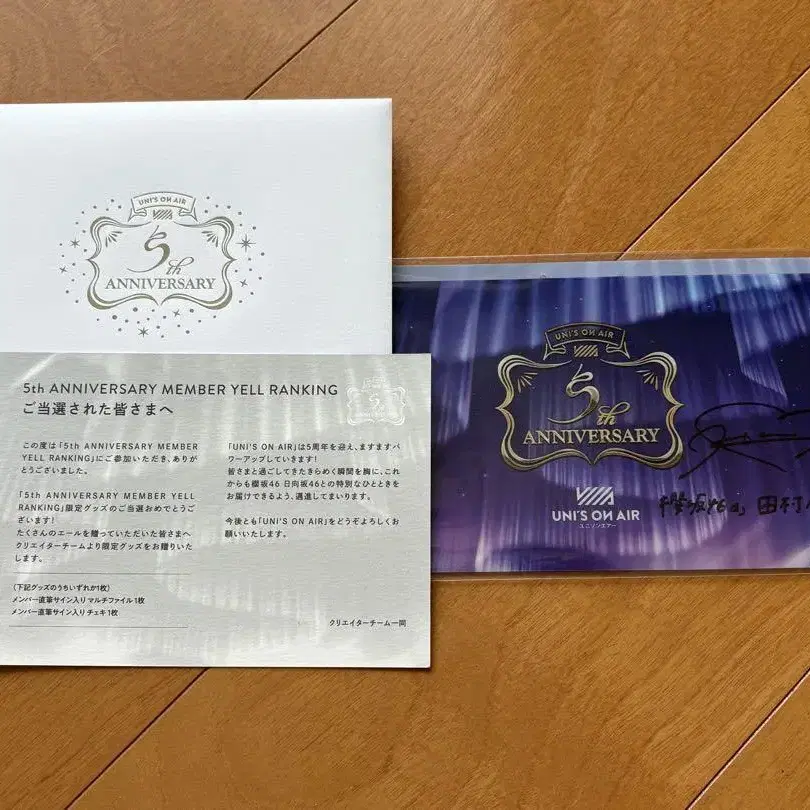 UNI'S ON AIR
5th
ANNIVERSARY
5th ANNIVERSARY MEMBER YELL RANKING
ご当選された皆さまへ
この度は「5th ANNIVERSARY MEMBER
YELL RANKING」にご参加いただき、ありが
とうございました。
「5th ANNIVERSARY MEMBER YELL
RANKING」限定グッズのご当選おめでとうご
ざいます!
たくさんのエールを贈っていただいた皆さまへ
クリエイターチームより限定グッズをお贈りいた
します。
(下記グッズのうちいずれか1枚)
メンバー直筆サイン入りマルチファイル 1枚
メンバー直筆サイン入りチェキ 1枚
「UNI'S ON AIR」は5周年を迎え、ますますパ
ワーアップしていきます!
皆さまと過ごしてきたきらめく瞬間を胸に、これ
からも櫻坂46 日向坂46との特別なひとときを
お届けできるよう、邁進してまいります。
今後とも「UNI'S ON AIR」をどうぞよろしくお
願いいたします。
クリエイターチーム一同
UNI'S ON AIR
5th
ANNIVERSARY
UNI'S ON AIR
ユニゾンエアー
櫻坂46 田村